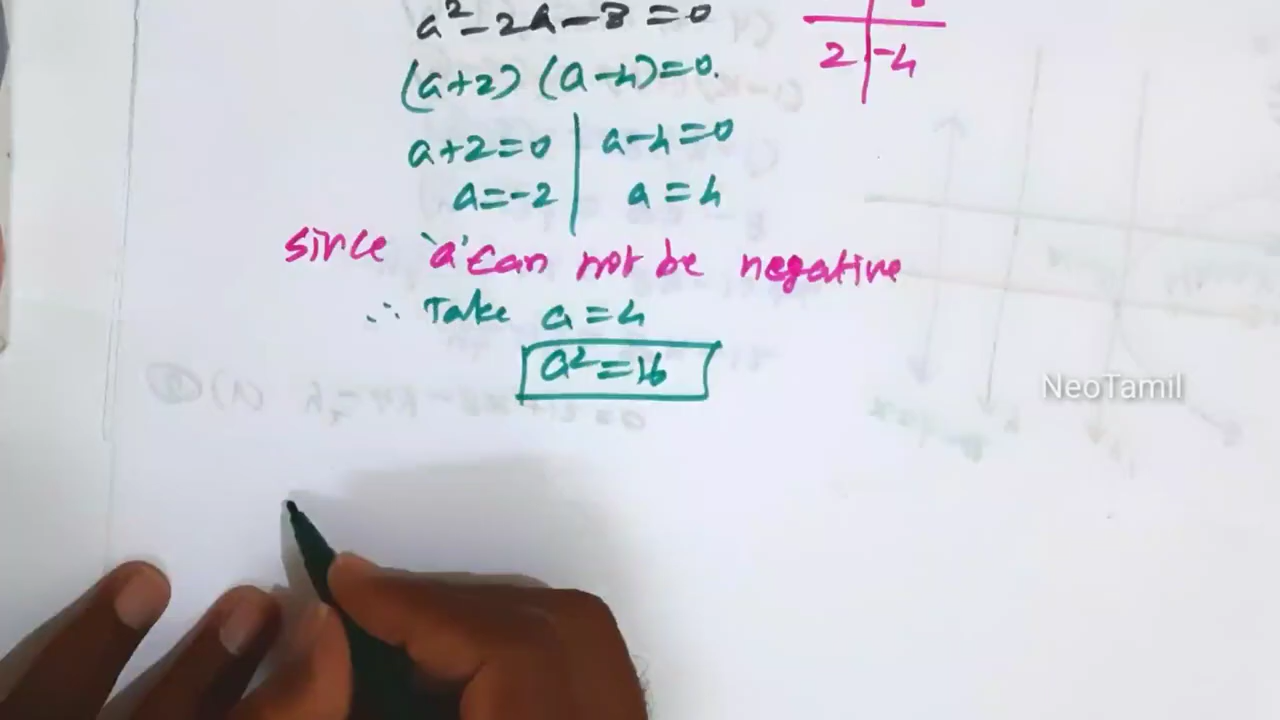 a²-2a-8=0
2 -4
(a+2) (a-4)=0.
a+2=0 a-4=0
a=-2 a=4
since 'a' can not be negative
∴ Take a=4
a²=16
NeoTamil